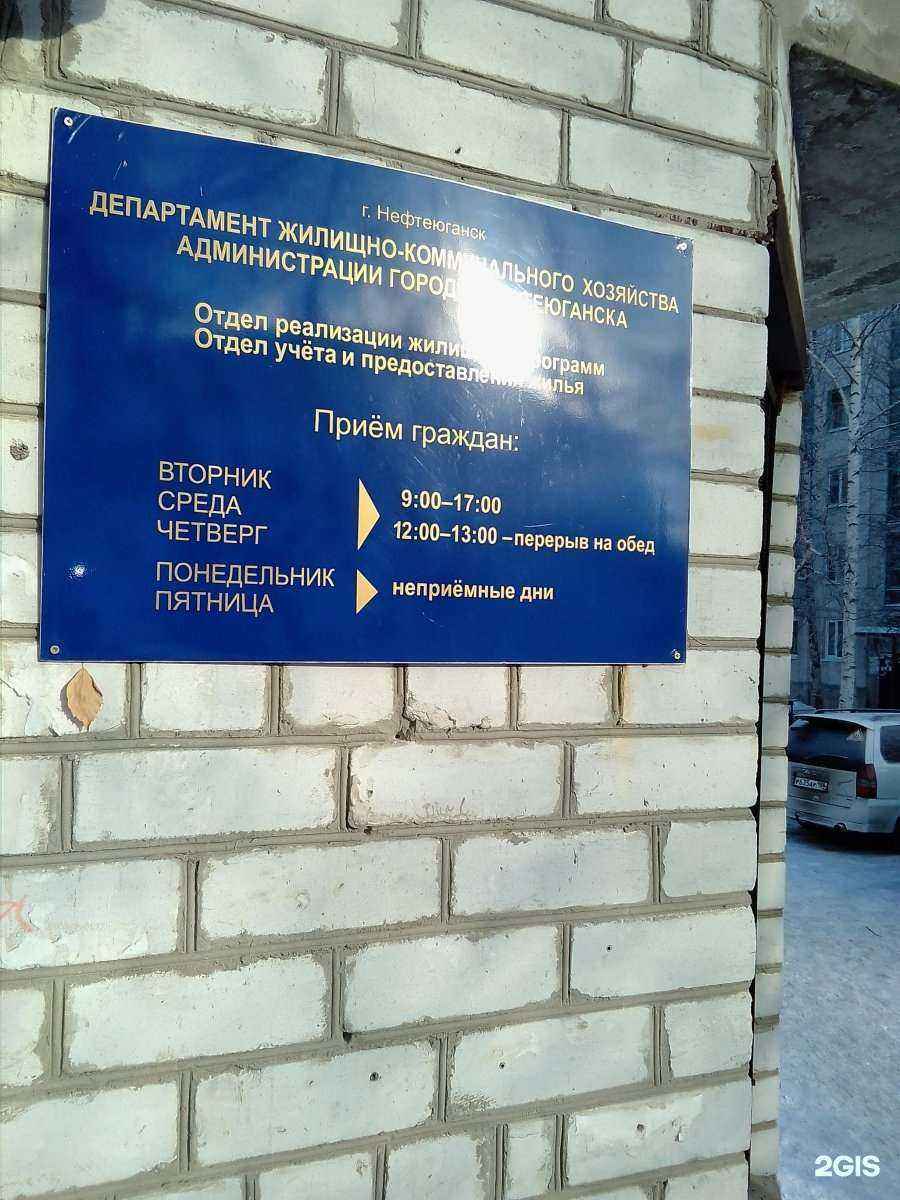 г. Нефтеюганск
ДЕПАРТАМЕНТ ЖИЛИЩНО-КОММУНАЛЬНОГО ХОЗЯЙСТВА
АДМИНИСТРАЦИИ ГОРОДА НЕФТЕЮГАНСКА
Отдел реализации жилищных программ
Отдел учёта и предоставления жилья
Приём граждан:
ВТОРНИК
СРЕДА
ЧЕТВЕРГ
9:00–17:00
12:00–13:00 – перерыв на обед
ПОНЕДЕЛЬНИК
ПЯТНИЦА
неприёмные дни
2GIS